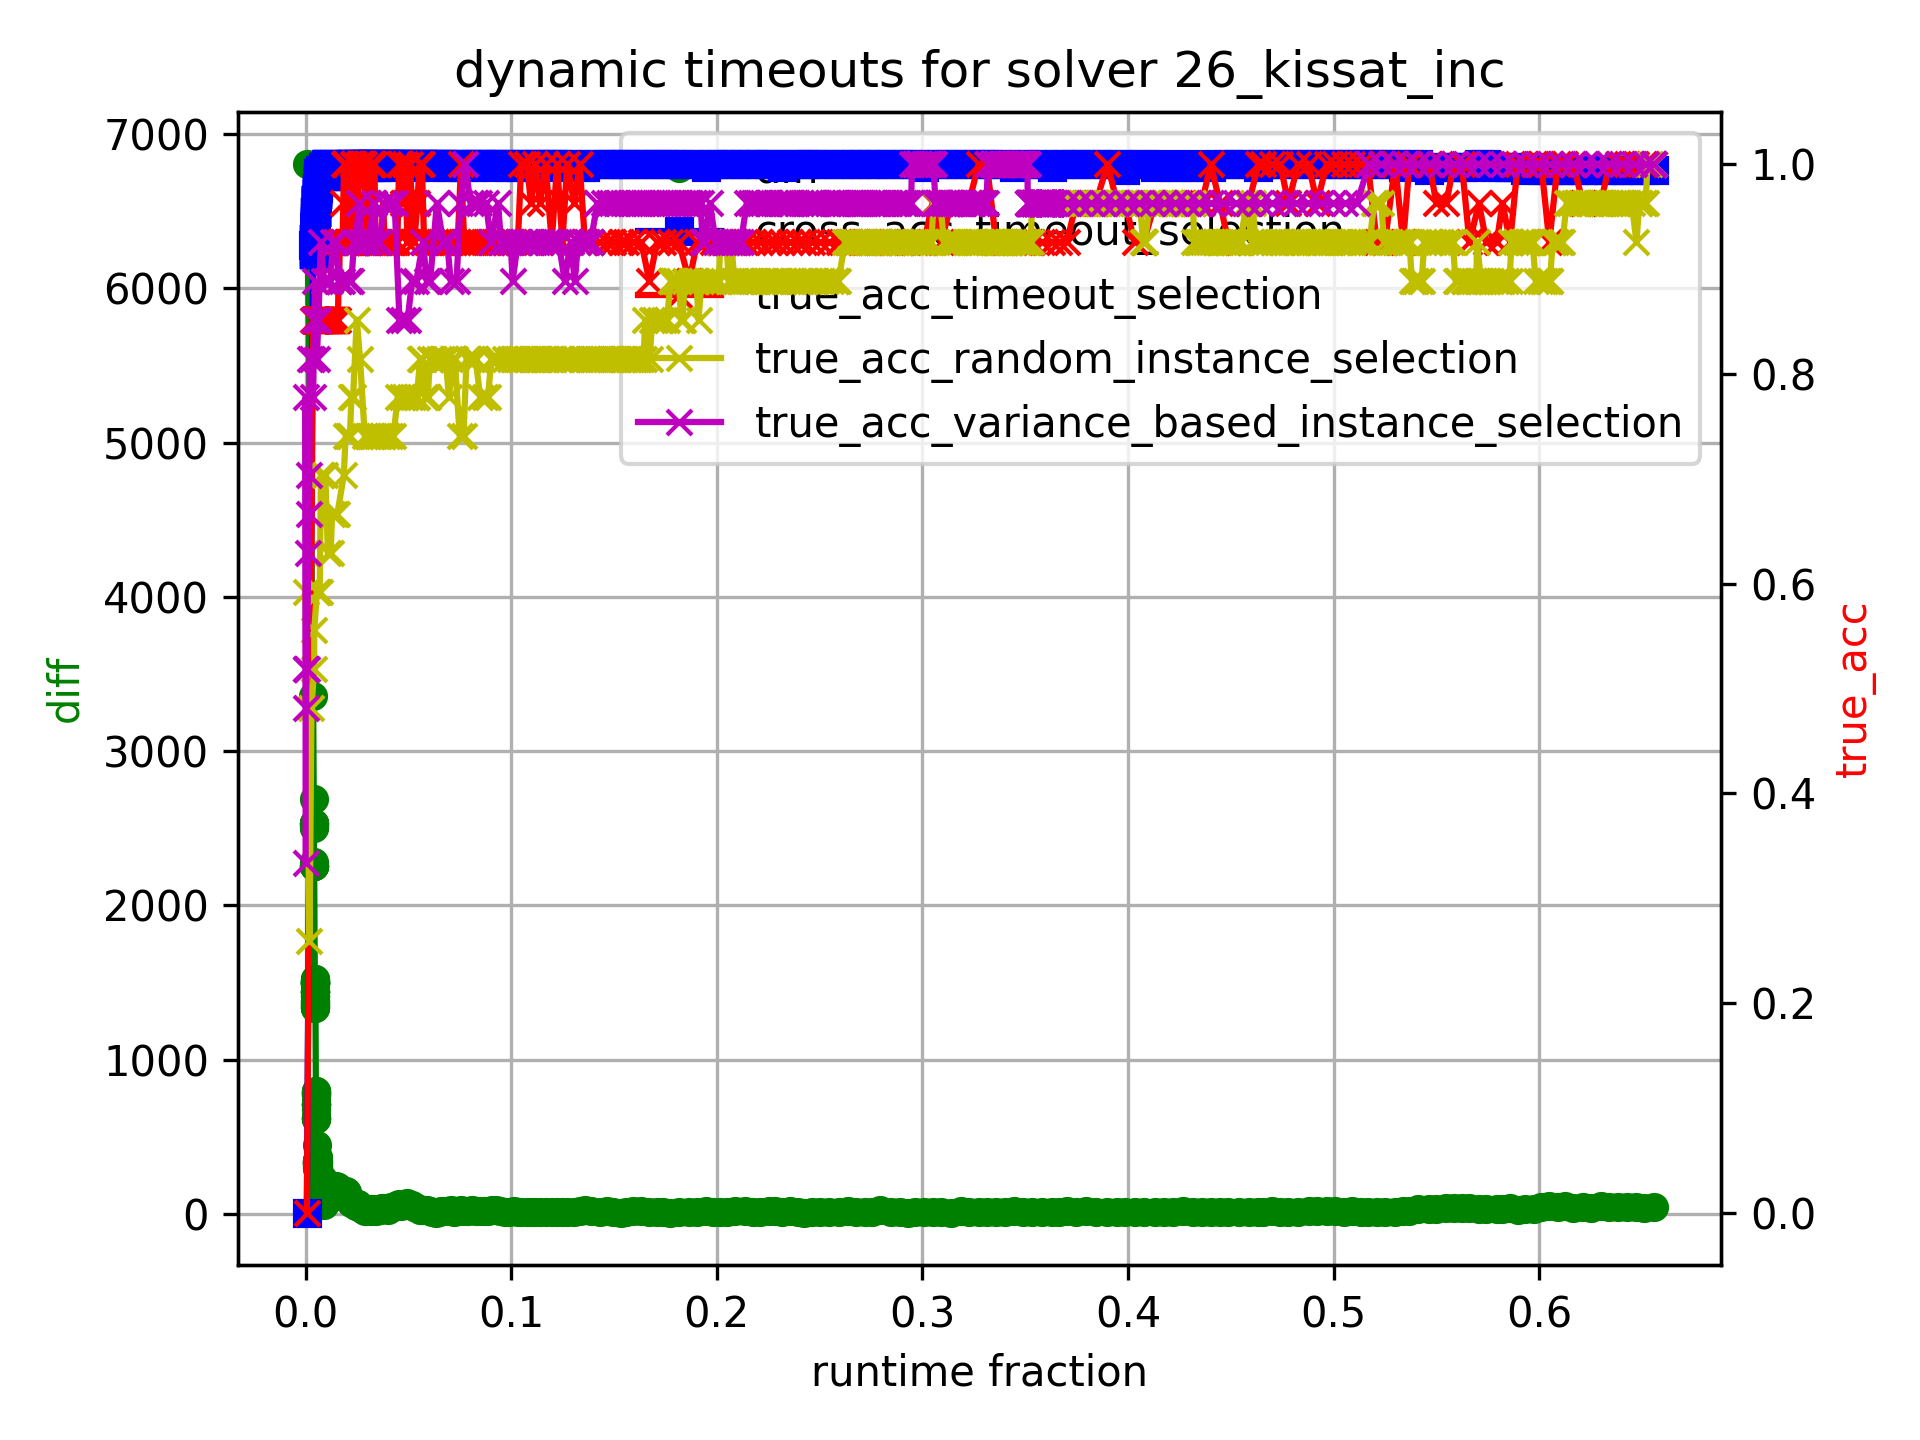 dynamic timeouts for solver 26_kissat_inc
7000
6000
5000
4000
3000
2000
1000
0
diff
1.0
0.8
0.6
0.4
0.2
0.0
true_acc
cross_acc_timeout_selection
true_acc_timeout_selection
true_acc_random_instance_selection
true_acc_variance_based_instance_selection
0.0 0.1 0.2 0.3 0.4 0.5 0.6
runtime fraction